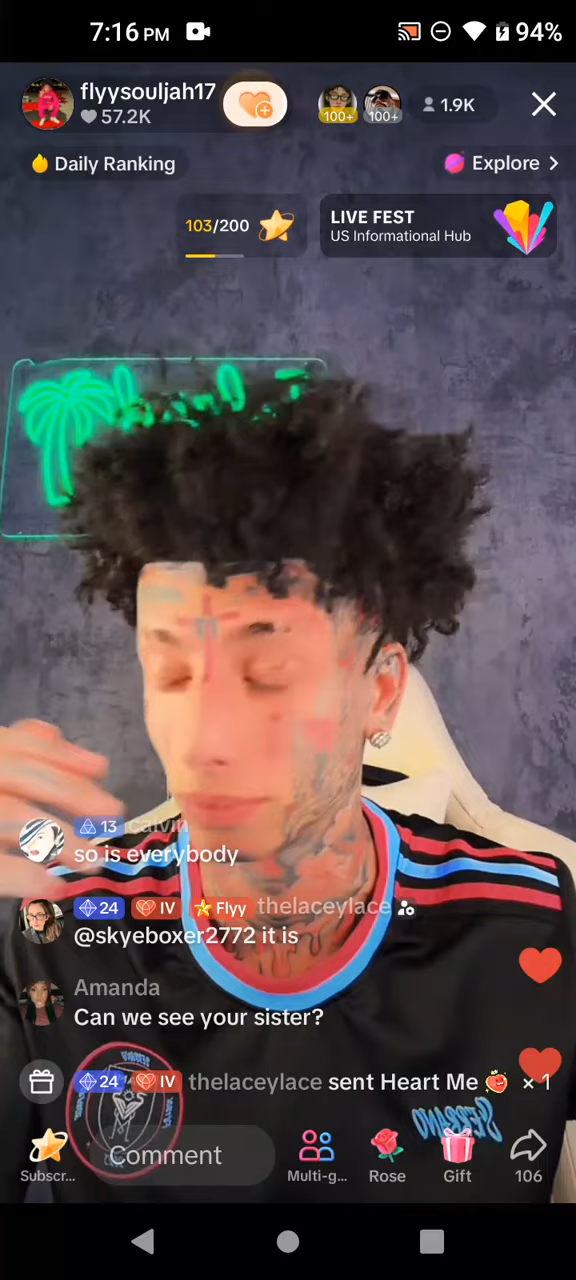 7:16 PM
94%
flyysouljah17
57.2K
100+
100+
1.9K
Daily Ranking
Explore
103/200
LIVE FEST
US Informational Hub
13 calvin
so is everybody
24 IV Flyy thelaceylace
@skyeboxer2772 it is
Amanda
Can we see your sister?
24 IV thelaceylace sent Heart Me × 1
Subscr...
Comment
Multi-g...
Rose
Gift
106